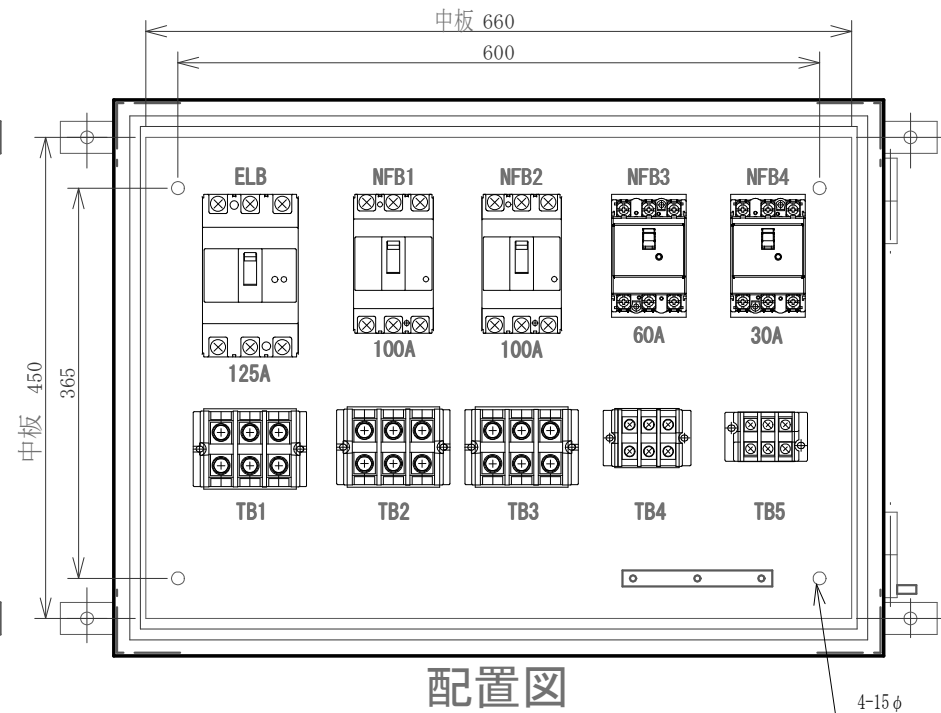 中板 660
600
ELB
NFB1
NFB2
NFB3
NFB4
125A
100A
100A
60A
30A
中板 450
365
TB1
TB2
TB3
TB4
TB5
配置図
4-15φ